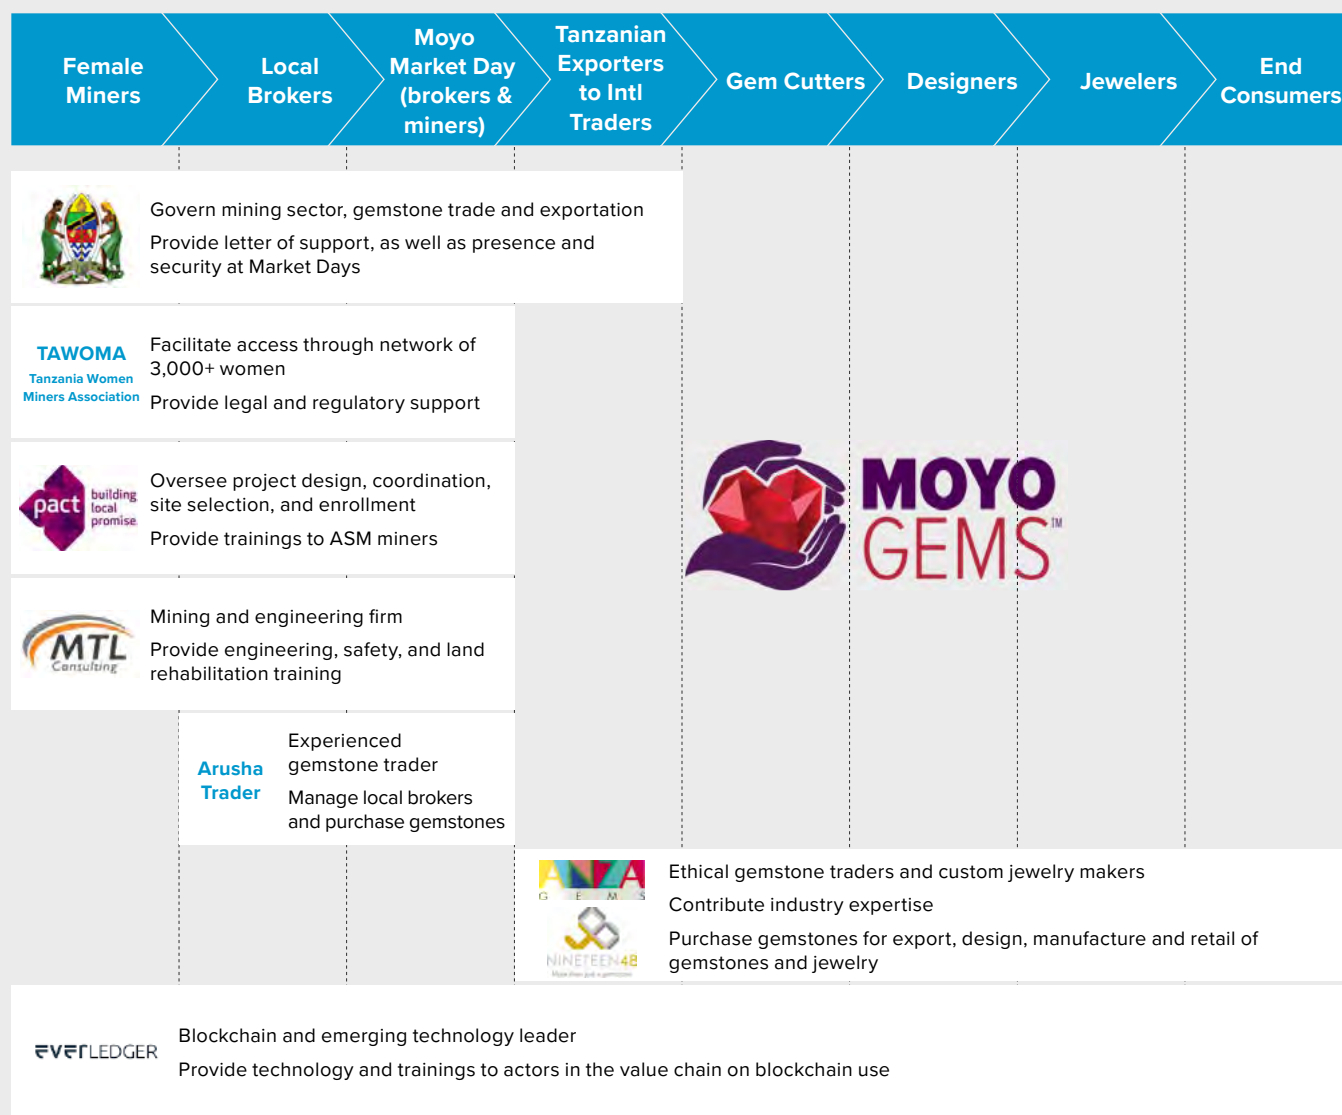 Female
Miners
Local
Brokers
Moyo
Market Day
(brokers &
miners)
Tanzanian
Exporters
to Intl
Traders
Gem Cutters
Designers
Jewelers
End
Consumers
Govern mining sector, gemstone trade and exportation
Provide letter of support, as well as presence and
security at Market Days
TAWOMA
Tanzania Women
Miners Association
Facilitate access through network of
3,000+ women
Provide legal and regulatory support
pact
building
local
promise
Oversee project design, coordination,
site selection, and enrollment
Provide trainings to ASM miners
MOYO
GEMS™
MTL
Consulting
Mining and engineering firm
Provide engineering, safety, and land
rehabilitation training
Arusha
Trader
Experienced
gemstone trader
Manage local brokers
and purchase gemstones
ANZA
GEMS
NINETEEN48
More than just a gemstone
Ethical gemstone traders and custom jewelry makers
Contribute industry expertise
Purchase gemstones for export, design, manufacture and retail of
gemstones and jewelry
EVERLEDGER
Blockchain and emerging technology leader
Provide technology and trainings to actors in the value chain on blockchain use